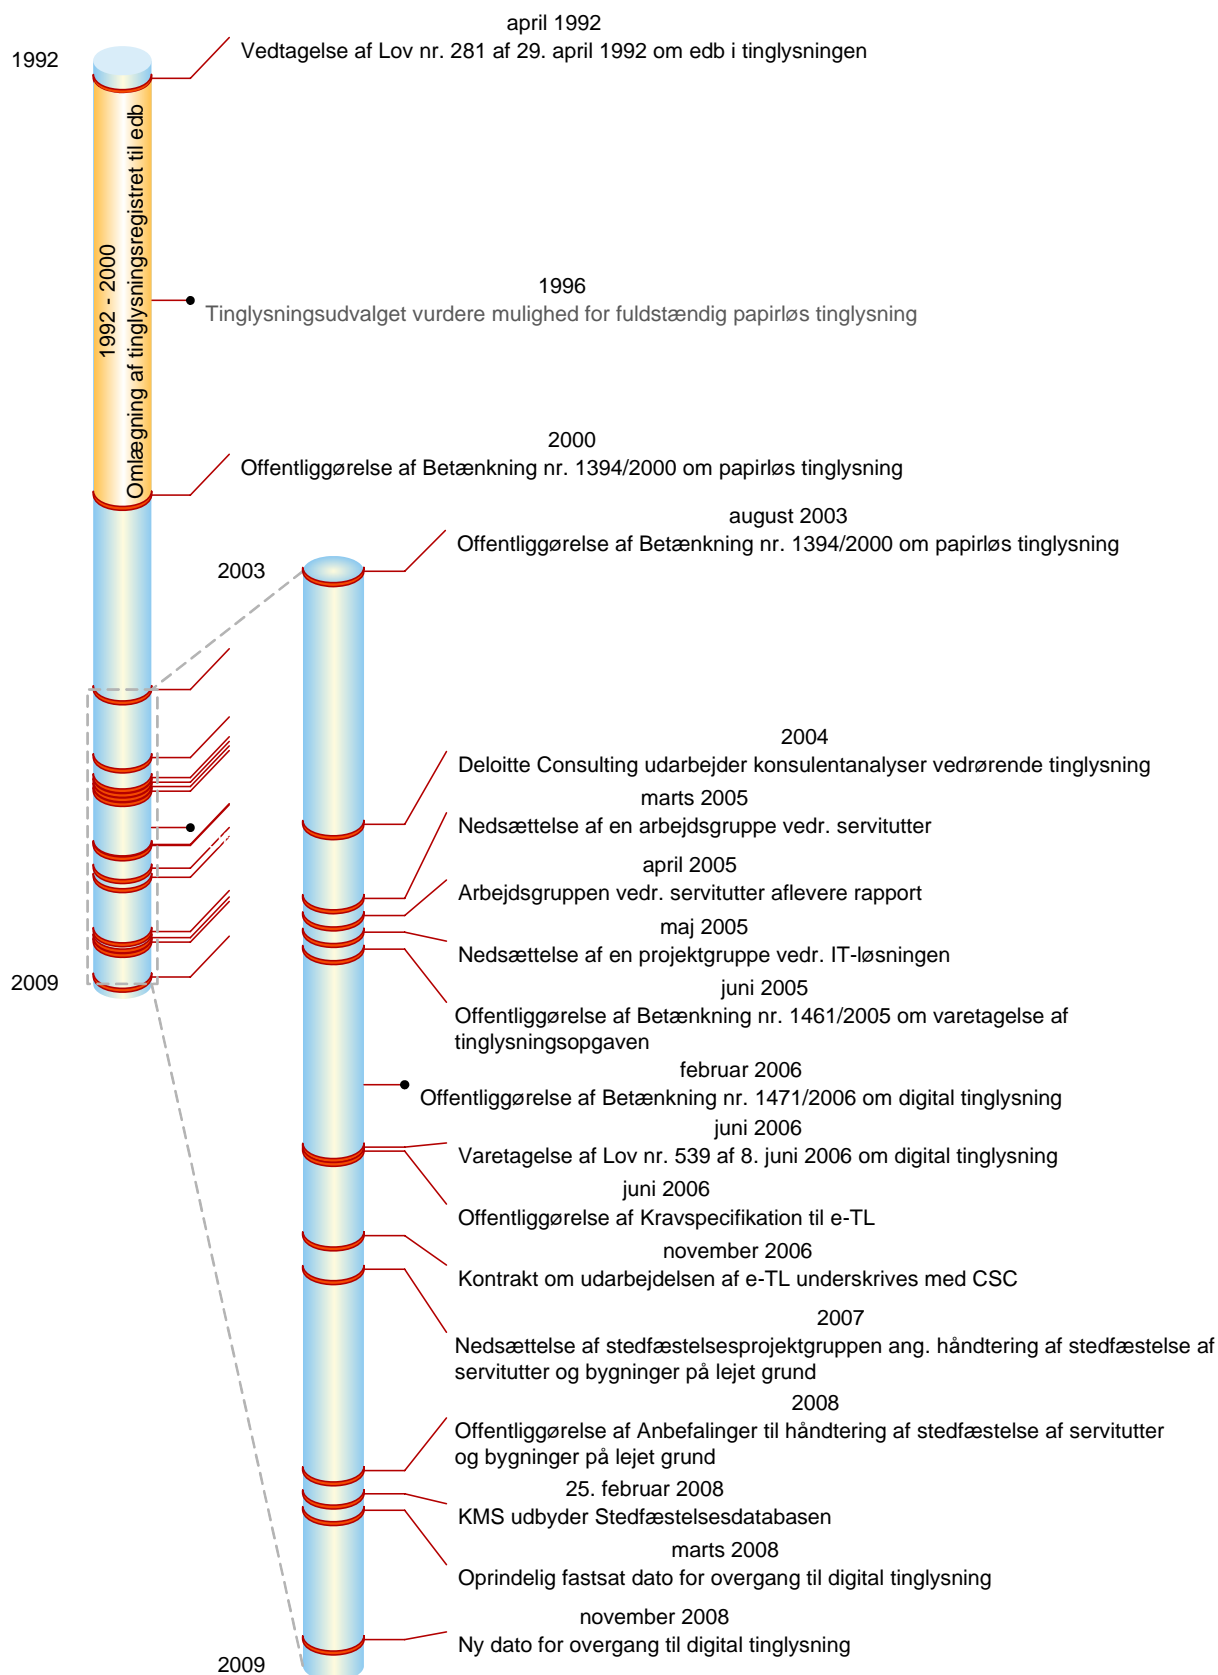 april 1992
1992
Vedtagelse af Lov nr. 281 af 29. april 1992 om edb i tinglysningen
1992 - 2000
Omlægning af tinglysningsregistret til edb
1996
Tinglysningsudvalget vurdere mulighed for fuldstændig papirløs tinglysning
2000
Offentliggørelse af Betænkning nr. 1394/2000 om papirløs tinglysning
august 2003
Offentliggørelse af Betænkning nr. 1394/2000 om papirløs tinglysning
2003
2004
Deloitte Consulting udarbejder konsulentanalyser vedrørende tinglysning
marts 2005
Nedsættelse af en arbejdsgruppe vedr. servitutter
april 2005
Arbejdsgruppen vedr. servitutter aflevere rapport
maj 2005
Nedsættelse af en projektgruppe vedr. IT-løsningen
2009
juni 2005
Offentliggørelse af Betænkning nr. 1461/2005 om varetagelse af
tinglysningsopgaven
februar 2006
Offentliggørelse af Betænkning nr. 1471/2006 om digital tinglysning
juni 2006
Varetagelse af Lov nr. 539 af 8. juni 2006 om digital tinglysning
juni 2006
Offentliggørelse af Kravspecifikation til e-TL
november 2006
Kontrakt om udarbejdelsen af e-TL underskrives med CSC
2007
Nedsættelse af stedfæstelsesprojektgruppen ang. håndtering af stedfæstelse af
servitutter og bygninger på lejet grund
2008
Offentliggørelse af Anbefalinger til håndtering af stedfæstelse af servitutter
og bygninger på lejet grund
25. februar 2008
KMS udbyder Stedfæstelsesdatabasen
marts 2008
Oprindelig fastsat dato for overgang til digital tinglysning
november 2008
Ny dato for overgang til digital tinglysning
2009